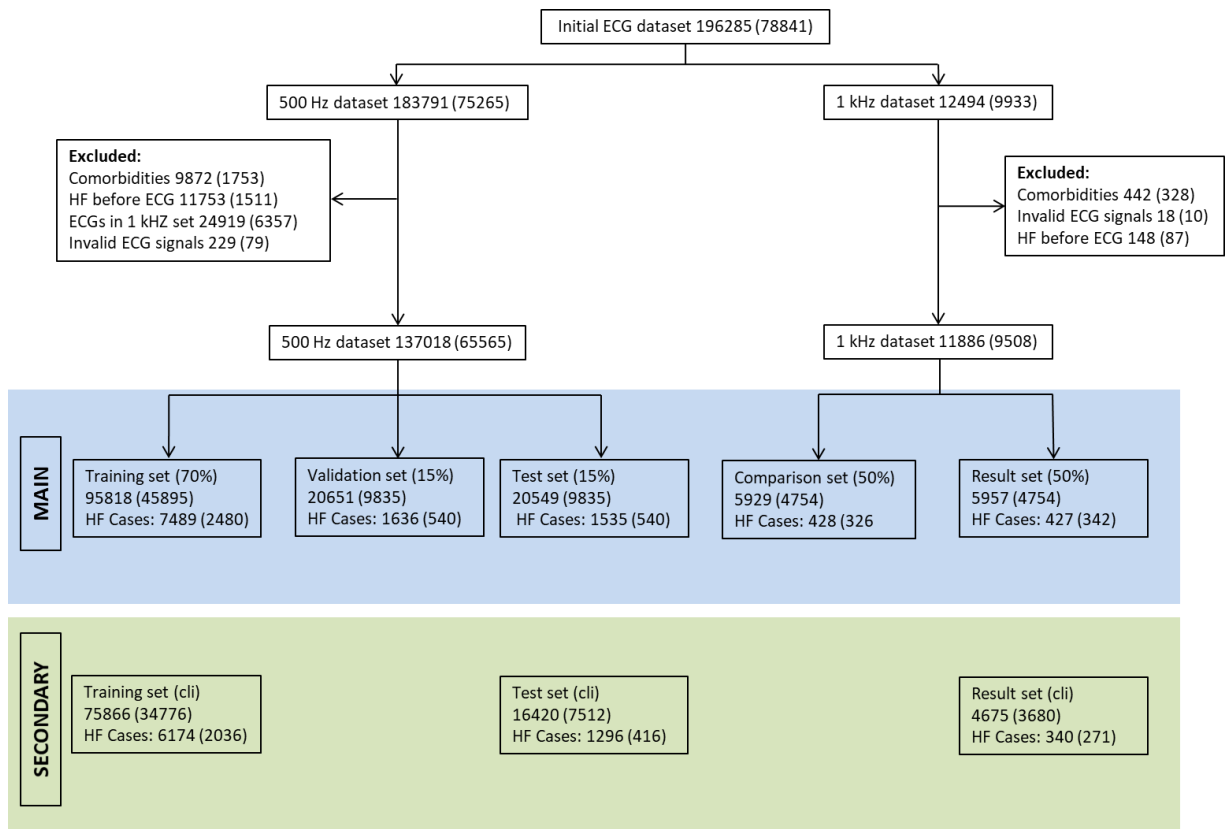 Initial ECG dataset 196285 (78841)
500 Hz dataset 183791 (75265)
1 kHz dataset 12494 (9933)
Excluded:
Comorbidities 9872 (1753)
HF before ECG 11753 (1511)
ECGs in 1 kHZ set 24919 (6357)
Invalid ECG signals 229 (79)
Excluded:
Comorbidities 442 (328)
Invalid ECG signals 18 (10)
HF before ECG 148 (87)
500 Hz dataset 137018 (65565)
1 kHz dataset 11886 (9508)
MAIN
Training set (70%)
95818 (45895)
HF Cases: 7489 (2480)
Validation set (15%)
20651 (9835)
HF Cases: 1636 (540)
Test set (15%)
20549 (9835)
HF Cases: 1535 (540)
Comparison set (50%)
5929 (4754)
HF Cases: 428 (326
Result set (50%)
5957 (4754)
HF Cases: 427 (342)
SECONDARY
Training set (cli)
75866 (34776)
HF Cases: 6174 (2036)
Test set (cli)
16420 (7512)
HF Cases: 1296 (416)
Result set (cli)
4675 (3680)
HF Cases: 340 (271)